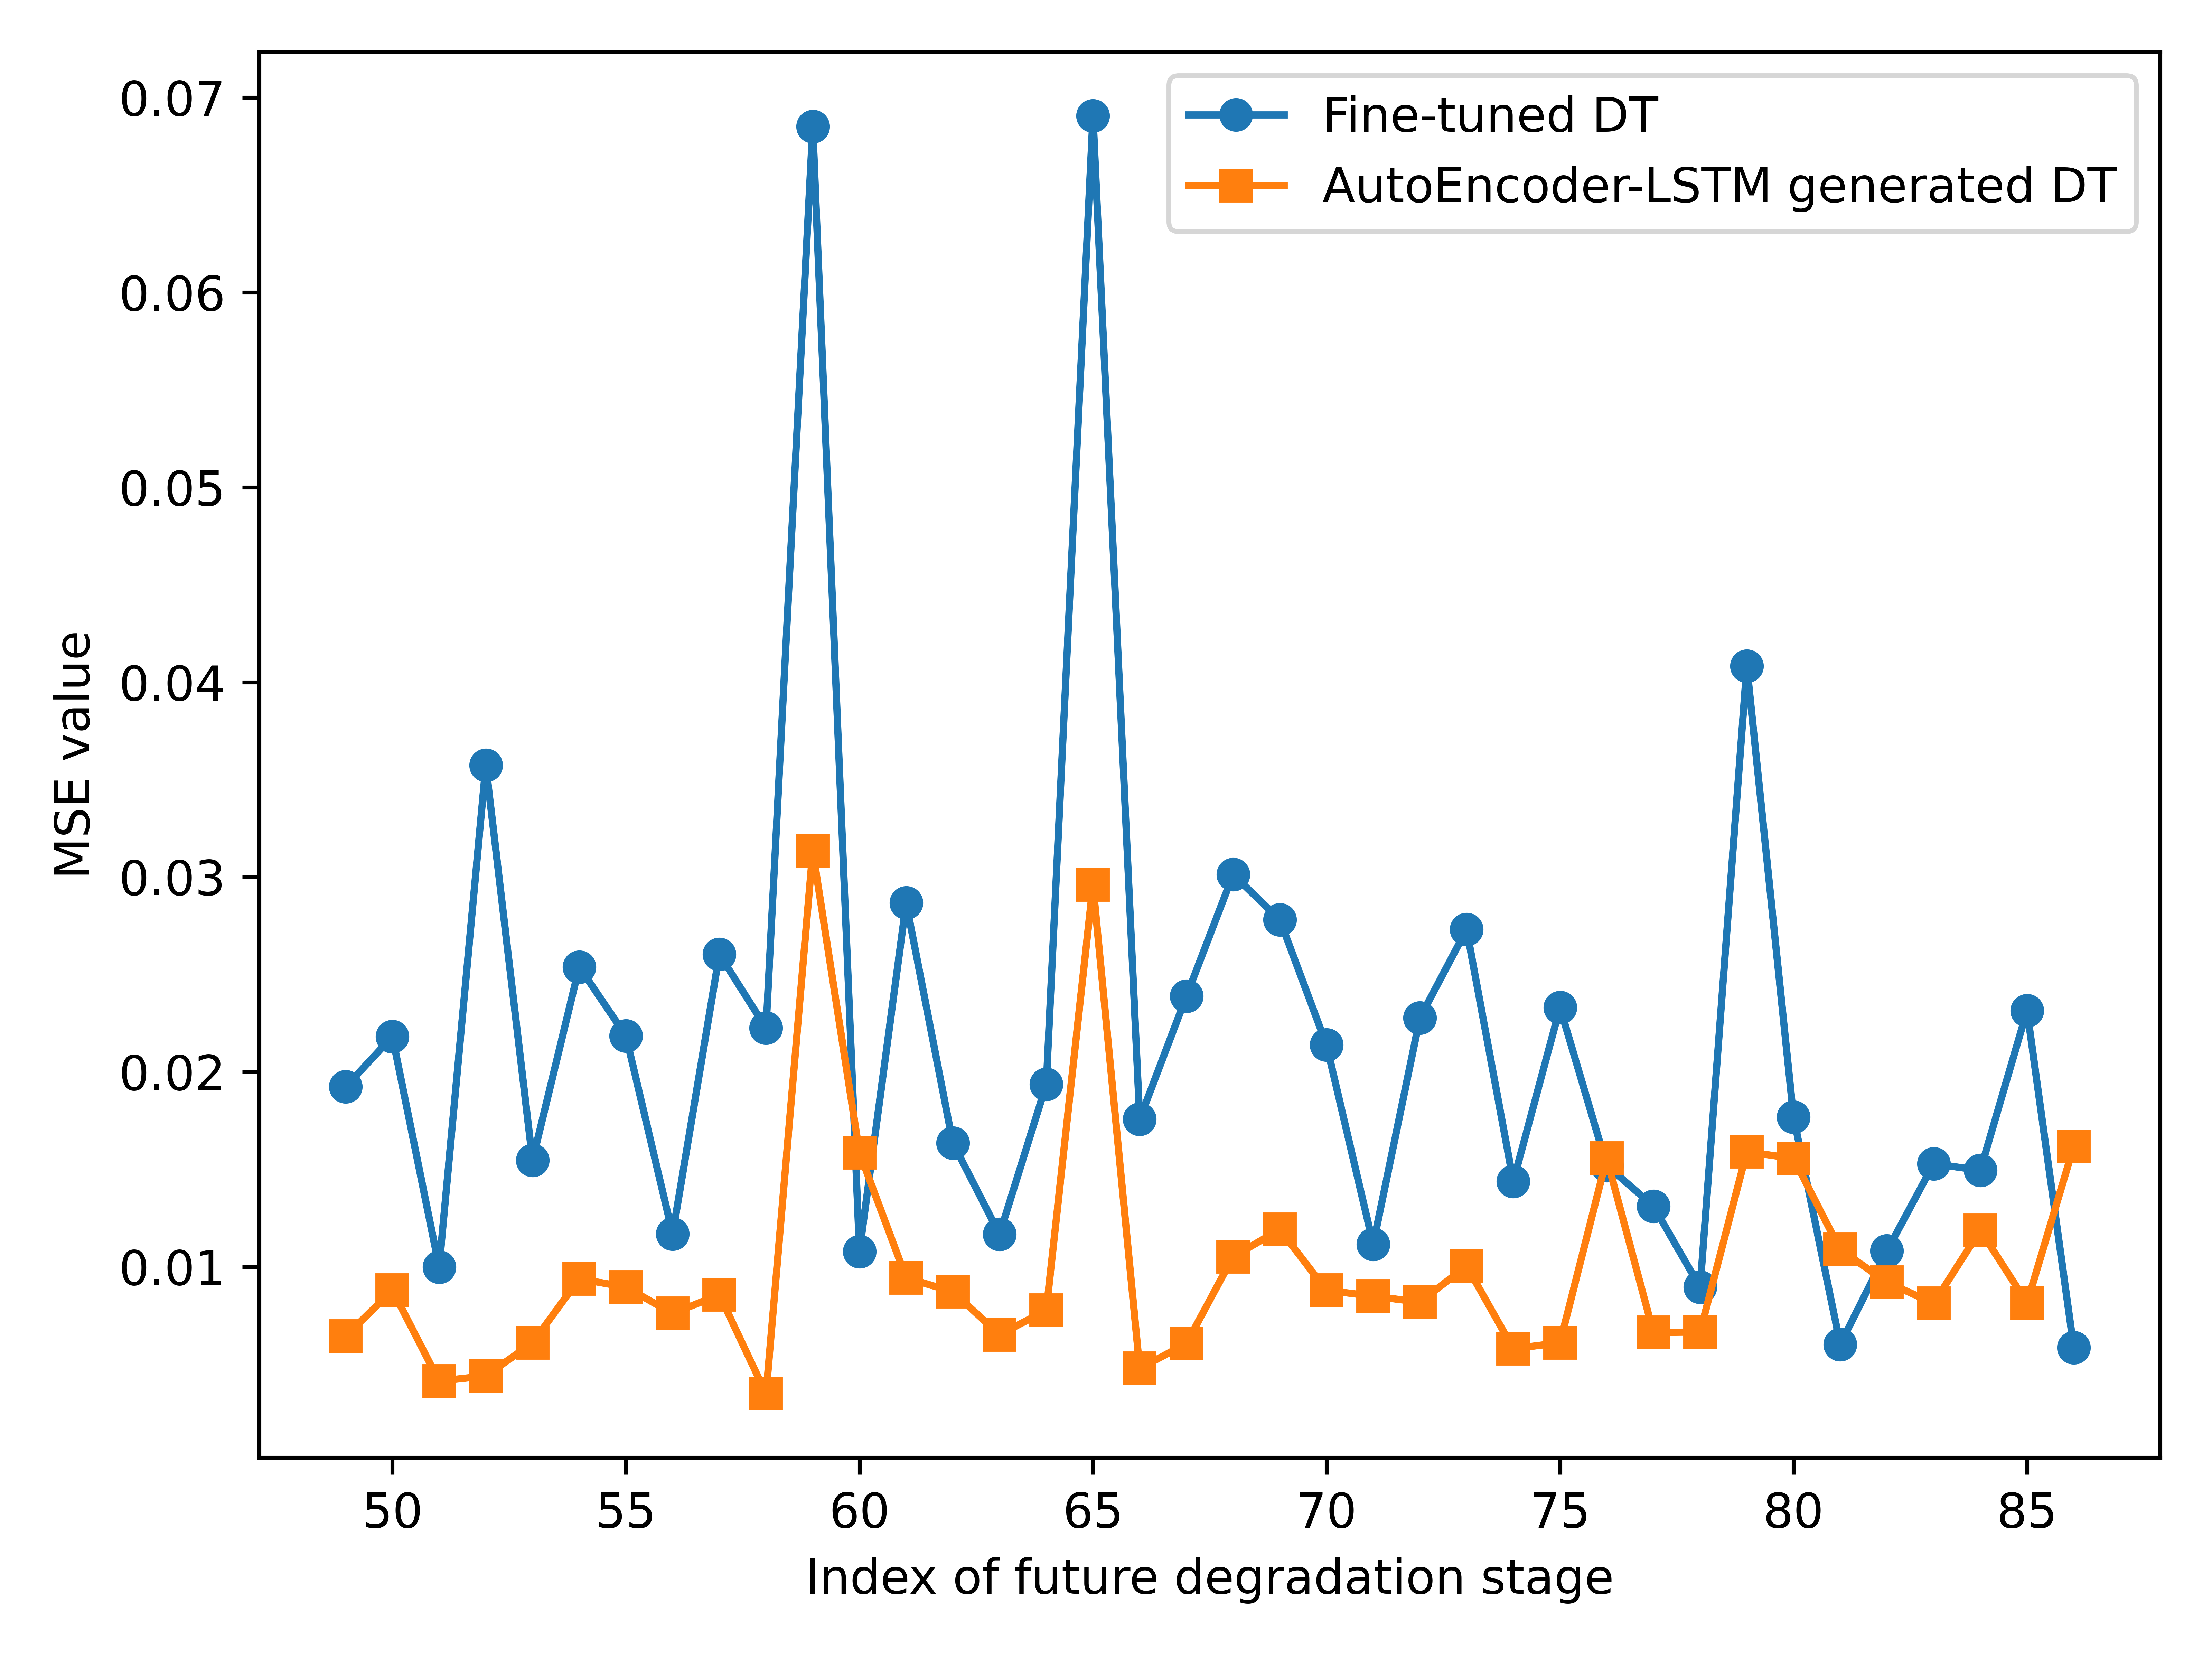 Fine-tuned DT
AutoEncoder-LSTM generated DT
0.07
0.06
0.05
0.04
0.03
0.02
0.01
MSE value
50 55 60 65 70 75 80 85
Index of future degradation stage